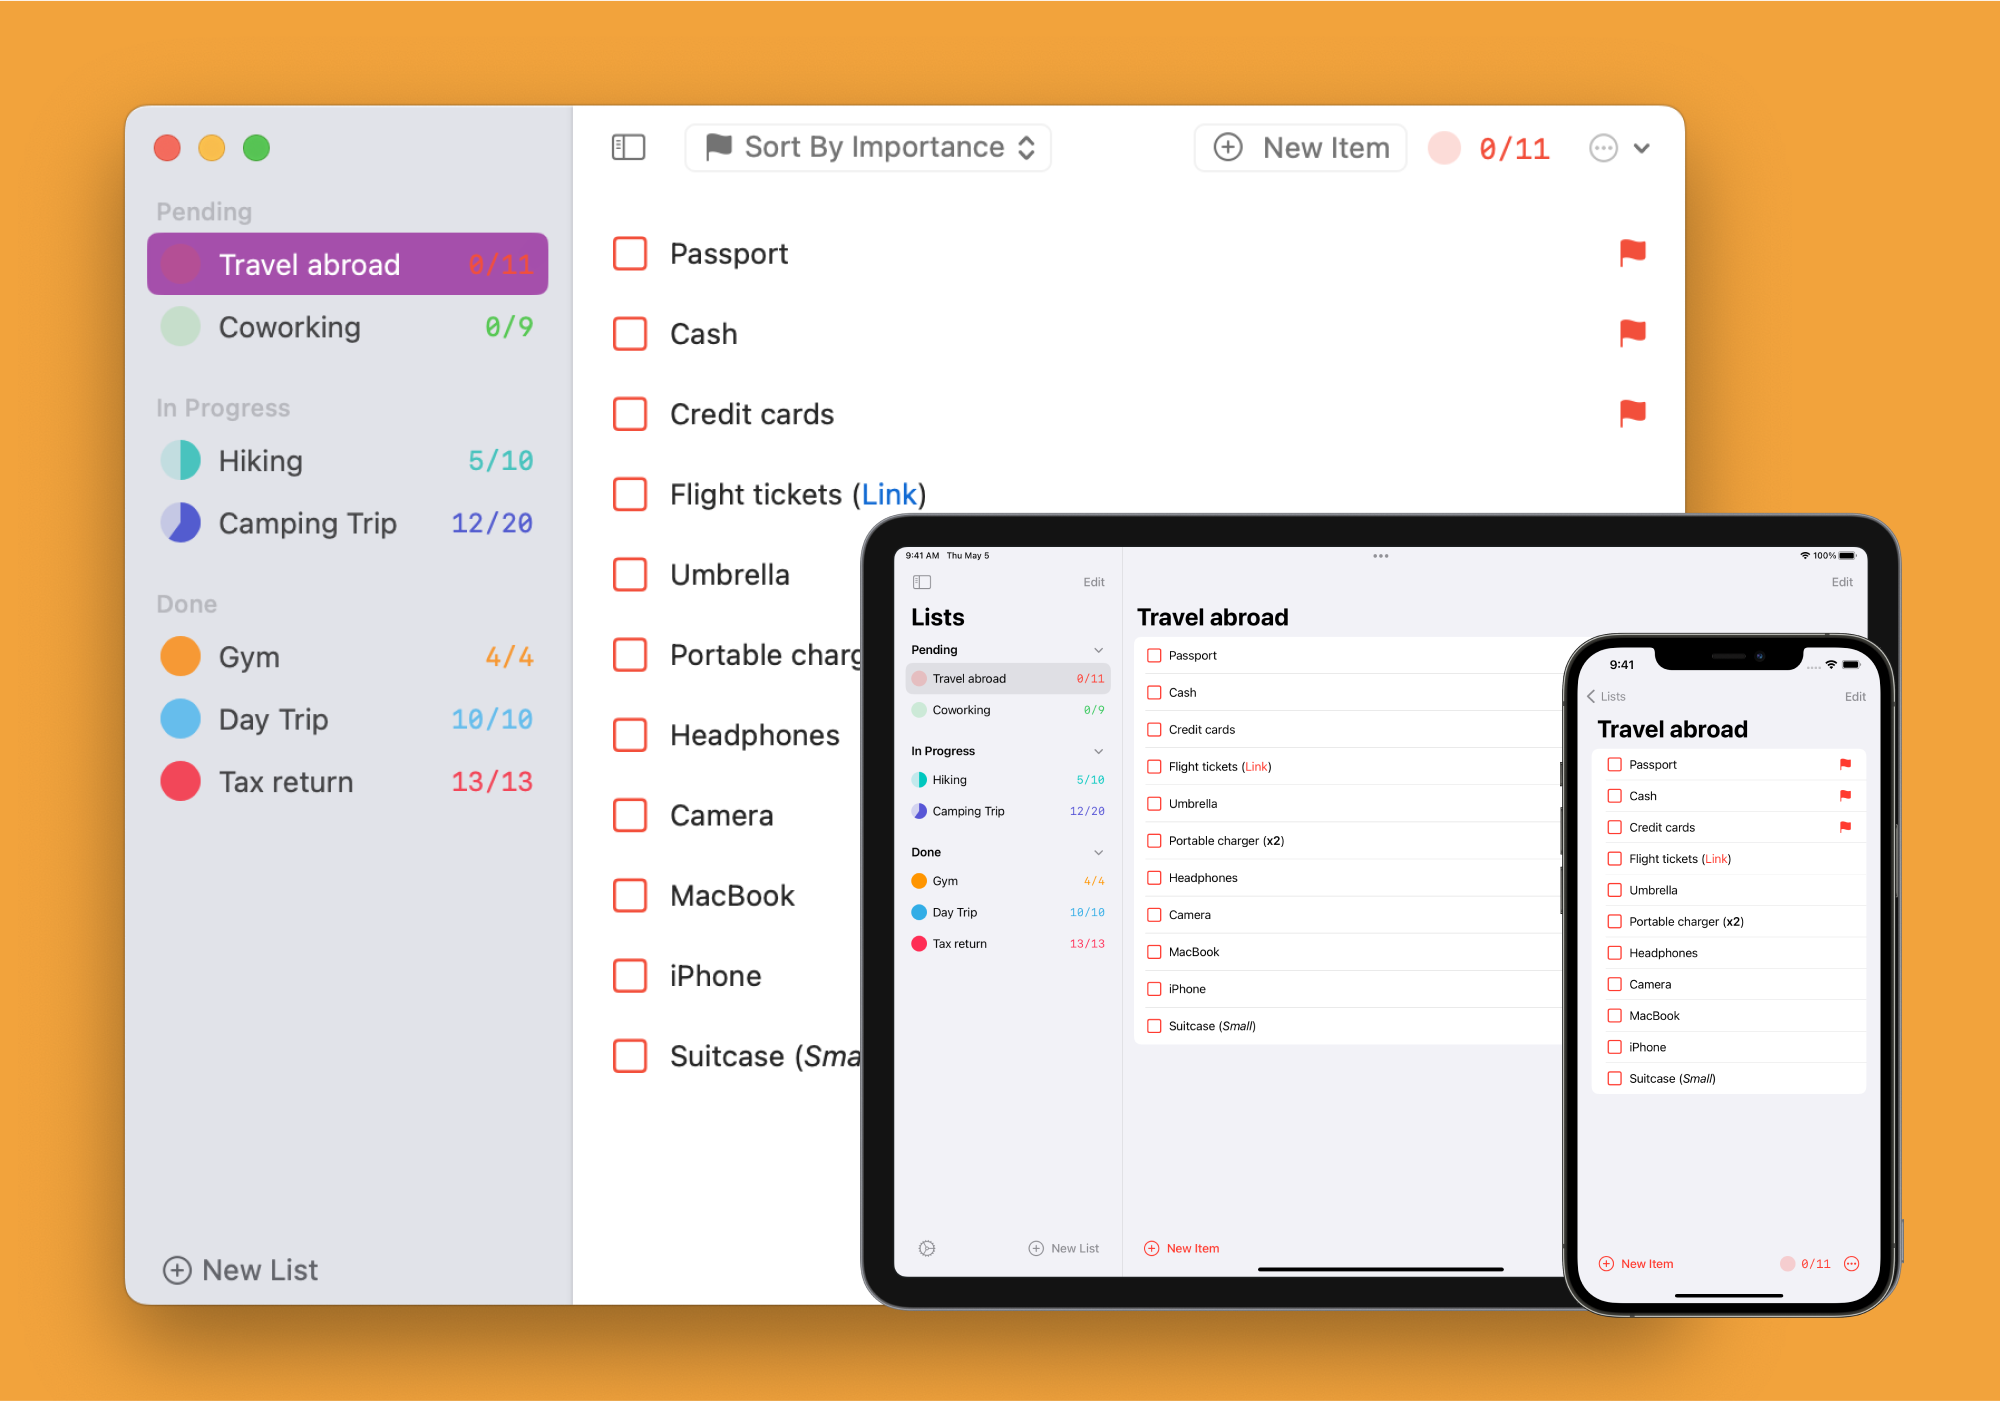 Sort By Importance
New Item
0/11
Pending
Travel abroad 0/11
Coworking 0/9
In Progress
Hiking 5/10
Camping Trip 12/20
Done
Gym 4/4
Day Trip 10/10
Tax return 13/13
New List
Passport
Cash
Credit cards
Flight tickets (Link)
Umbrella
Portable charg
Headphones
Camera
MacBook
iPhone
Suitcase (Sma
9:41 AM Thu May 5
100%
Edit
Lists
Pending
Travel abroad 0/11
Coworking 0/9
In Progress
Hiking 5/10
Camping Trip 12/20
Done
Gym 4/4
Day Trip 10/10
Tax return 13/13
New List
Edit
Travel abroad
Passport
Cash
Credit cards
Flight tickets (Link)
Umbrella
Portable charger (x2)
Headphones
Camera
MacBook
iPhone
Suitcase (Small)
New Item
9:41
Lists Edit
Travel abroad
Passport
Cash
Credit cards
Flight tickets (Link)
Umbrella
Portable charger (x2)
Headphones
Camera
MacBook
iPhone
Suitcase (Small)
New Item 0/11